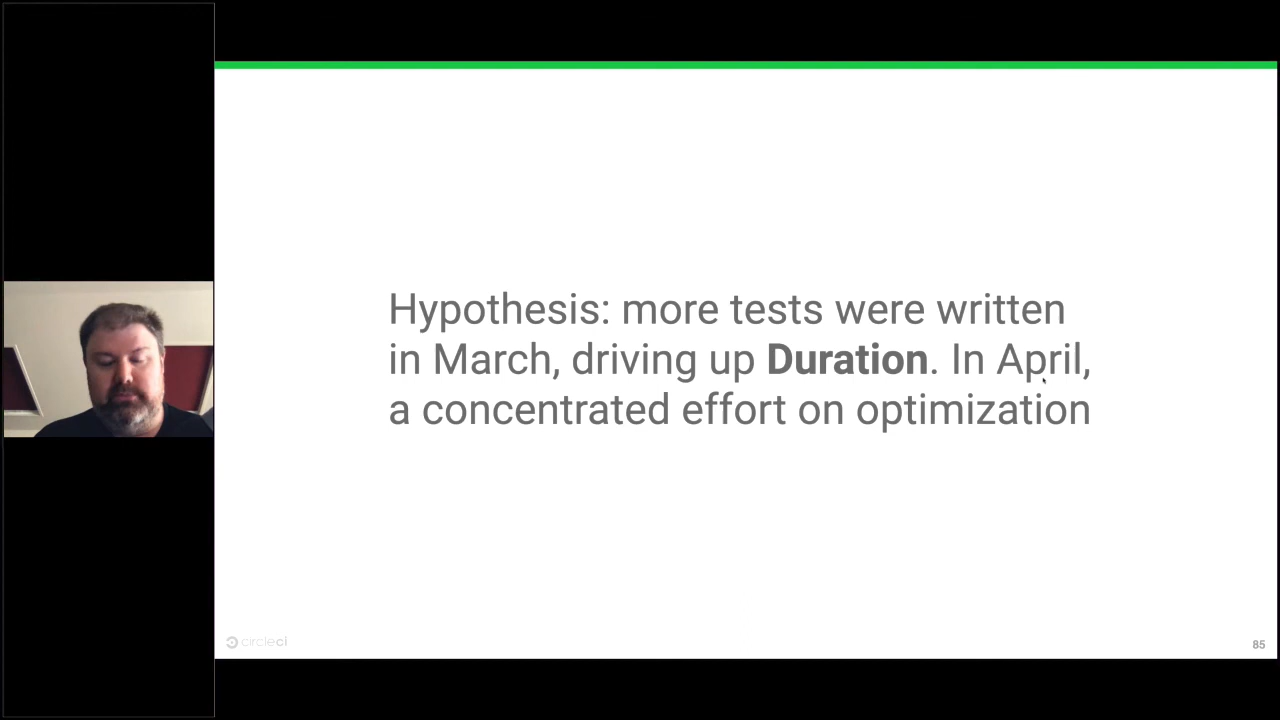 Hypothesis: more tests were written
in March, driving up Duration. In April,
a concentrated effort on optimization
circleci
85